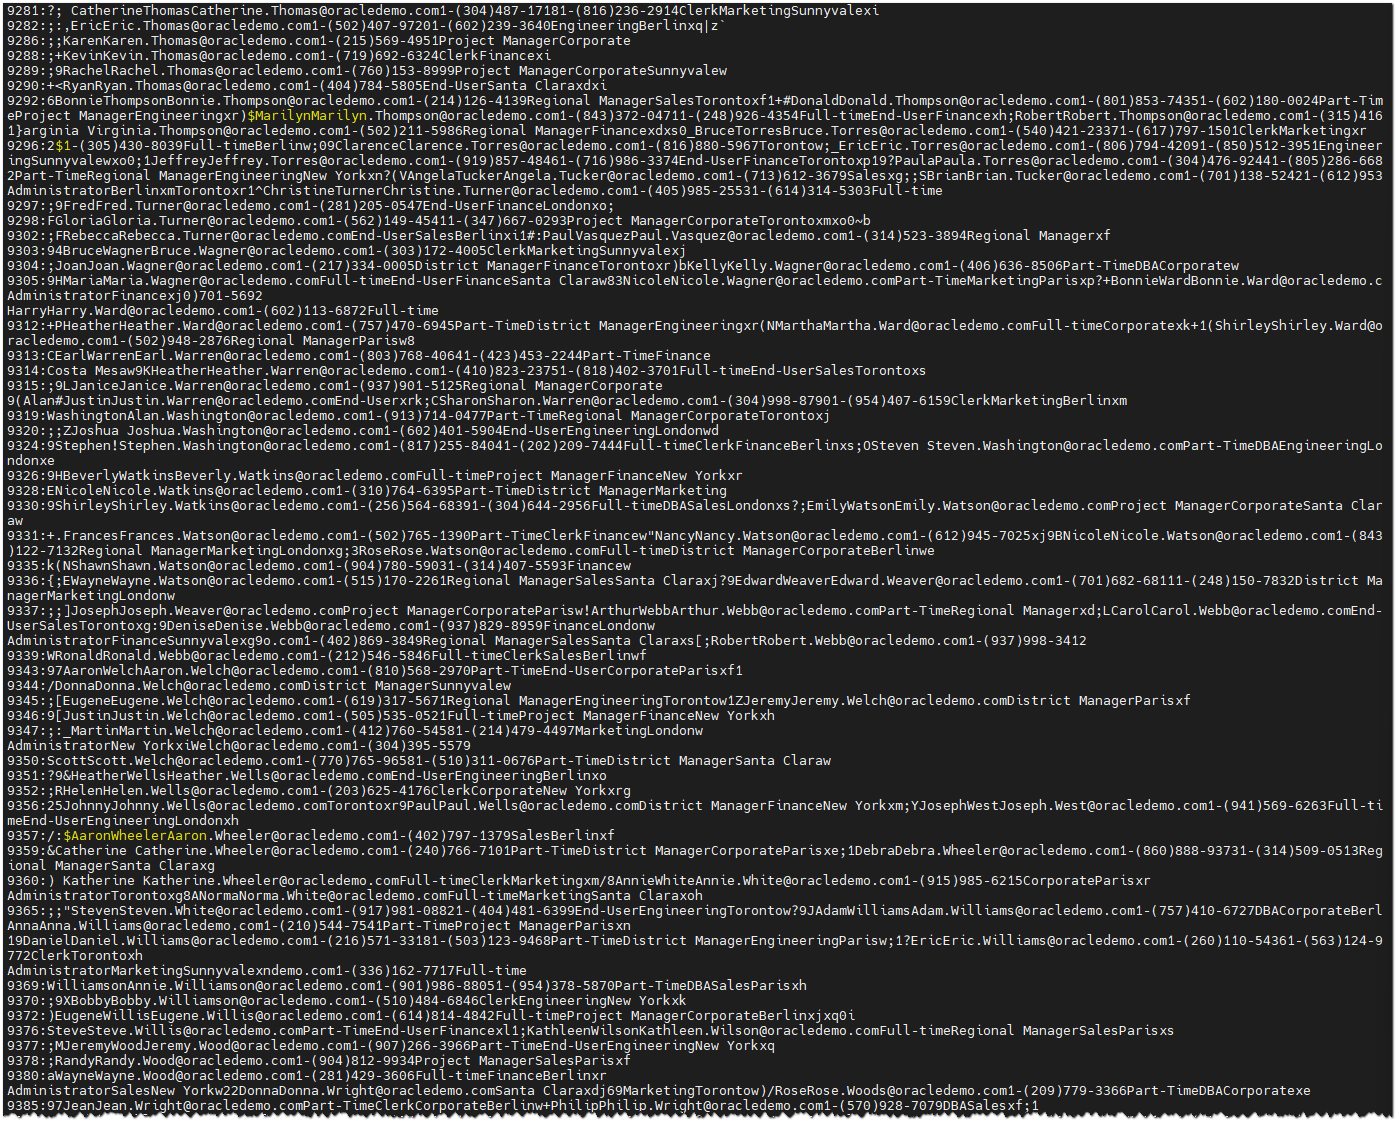 9281:?; CatherineThomasCatherine.Thomas@oracledemo.com1-(304)487-17181-(816)236-2914ClerkMarketingSunnyvalexi
9282:;:,EricEric.Thomas@oracledemo.com1-(502)407-97201-(602)239-3640EngineeringBerlinxq|z`
9286:;;KarenKaren.Thomas@oracledemo.com1-(215)569-4951Project ManagerCorporate
9288:;+KevinKevin.Thomas@oracledemo.com1-(719)692-6324ClerkFinancexi
9289:;9RachelRachel.Thomas@oracledemo.com1-(760)153-8999Project ManagerCorporateSunnyvalew
9290:+<RyanRyan.Thomas@oracledemo.com1-(404)784-5805End-UserSanta Claraxdxi
9292:6BonnieThompsonBonnie.Thompson@oracledemo.com1-(214)126-4139Regional ManagerSalesTorontoxf1+#DonaldDonald.Thompson@oracledemo.com1-(801)853-74351-(602)180-0024Part-Tim
eProject ManagerEngineeringxr)$MarilynMarilyn.Thompson@oracledemo.com1-(843)372-04711-(248)926-4354Full-timeEnd-UserFinancexh;RobertRobert.Thompson@oracledemo.com1-(315)416
1}arginia Virginia.Thompson@oracledemo.com1-(502)211-5986Regional ManagerFinancexdxs0_BruceTorresBruce.Torres@oracledemo.com1-(540)421-23371-(617)797-1501ClerkMarketingxr
9296:2$1-(305)430-8039Full-timeBerlinw;09ClarenceClarence.Torres@oracledemo.com1-(816)880-5967Torontow;_EricEric.Torres@oracledemo.com1-(806)794-42091-(850)512-3951Engineer
ingSunnyvalewxo0;1JeffreyJeffrey.Torres@oracledemo.com1-(919)857-48461-(716)986-3374End-UserFinanceTorontoxp19?PaulaPaula.Torres@oracledemo.com1-(304)476-92441-(805)286-668
2Part-TimeRegional ManagerEngineeringNew Yorkxn?(VAngelaTuckerAngela.Tucker@oracledemo.com1-(713)612-3679Salesxg;;SBrianBrian.Tucker@oracledemo.com1-(701)138-52421-(612)953
AdministratorBerlinxmTorontoxr1^ChristineTurnerChristine.Turner@oracledemo.com1-(405)985-25531-(614)314-5303Full-time
9297:;9FredFred.Turner@oracledemo.com1-(281)205-0547End-UserFinanceLondonxo;
9298:FGloriaGloria.Turner@oracledemo.com1-(562)149-45411-(347)667-0293Project ManagerCorporateTorontoxmxo0~b
9302:;FRebeccaRebecca.Turner@oracledemo.comEnd-UserSalesBerlinxi1#:PaulVasquezPaul.Vasquez@oracledemo.com1-(314)523-3894Regional Managerxf
9303:94BruceWagnerBruce.Wagner@oracledemo.com1-(303)172-4005ClerkMarketingSunnyvalexj
9304:;JoanJoan.Wagner@oracledemo.com1-(217)334-0005District ManagerFinanceTorontoxr)bKellyKelly.Wagner@oracledemo.com1-(406)636-8506Part-TimeDBACorporatew
9305:9HMariaMaria.Wagner@oracledemo.comFull-timeEnd-UserFinanceSanta Claraw83NicoleNicole.Wagner@oracledemo.comPart-TimeMarketingParisxp?+BonnieWardBonnie.Ward@oracledemo.c
AdministratorFinancexj0)701-5692
HarryHarry.Ward@oracledemo.com1-(602)113-6872Full-time
9312:+PHeatherHeather.Ward@oracledemo.com1-(757)470-6945Part-TimeDistrict ManagerEngineeringxr(NMarthaMartha.Ward@oracledemo.comFull-timeCorporatexk+1(ShirleyShirley.Ward@o
racledemo.com1-(502)948-2876Regional ManagerParisw8
9313:CEarlWarrenEarl.Warren@oracledemo.com1-(803)768-40641-(423)453-2244Part-TimeFinance
9314:Costa Mesaw9KHeatherHeather.Warren@oracledemo.com1-(410)823-23751-(818)402-3701Full-timeEnd-UserSalesTorontoxs
9315:;9LJaniceJanice.Warren@oracledemo.com1-(937)901-5125Regional ManagerCorporate
9(Alan#JustinJustin.Warren@oracledemo.comEnd-Userxrk;CSharonSharon.Warren@oracledemo.com1-(304)998-87901-(954)407-6159ClerkMarketingBerlinxm
9319:WashingtonAlan.Washington@oracledemo.com1-(913)714-0477Part-TimeRegional ManagerCorporateTorontoxj
9320:;;ZJoshua Joshua.Washington@oracledemo.com1-(602)401-5904End-UserEngineeringLondonwd
9324:9Stephen!Stephen.Washington@oracledemo.com1-(817)255-84041-(202)209-7444Full-timeClerkFinanceBerlinxs;OSteven Steven.Washington@oracledemo.comPart-TimeDBAEngineeringLo
ndonxe
9326:9HBeverlyWatkinsBeverly.Watkins@oracledemo.comFull-timeProject ManagerFinanceNew Yorkxr
9328:ENicoleNicole.Watkins@oracledemo.com1-(310)764-6395Part-TimeDistrict ManagerMarketing
9330:9ShirleyShirley.Watkins@oracledemo.com1-(256)564-68391-(304)644-2956Full-timeDBASalesLondonxs?;EmilyWatsonEmily.Watson@oracledemo.comProject ManagerCorporateSanta Clar
aw
9331:+.FrancesFrances.Watson@oracledemo.com1-(502)765-1390Part-TimeClerkFinancew"NancyNancy.Watson@oracledemo.com1-(612)945-7025xj9BNicoleNicole.Watson@oracledemo.com1-(843
)122-7132Regional ManagerMarketingLondonxg;3RoseRose.Watson@oracledemo.comFull-timeDistrict ManagerCorporateBerlinwe
9335:k(NShawnShawn.Watson@oracledemo.com1-(904)780-59031-(314)407-5593Financew
9336:{;EWayneWayne.Watson@oracledemo.com1-(515)170-2261Regional ManagerSalesSanta Claraxj?9EdwardWeaverEdward.Weaver@oracledemo.com1-(701)682-68111-(248)150-7832District Ma
nagerMarketingLondonw
9337:;;]JosephJoseph.Weaver@oracledemo.comProject ManagerCorporateParisw!ArthurWebbArthur.Webb@oracledemo.comPart-TimeRegional Managerxd;LCarolCarol.Webb@oracledemo.comEnd-
UserSalesTorontoxg:9DeniseDenise.Webb@oracledemo.com1-(937)829-8959FinanceLondonw
AdministratorFinanceSunnyvalexg9o.com1-(402)869-3849Regional ManagerSalesSanta Claraxs[;RobertRobert.Webb@oracledemo.com1-(937)998-3412
9339:WRonaldRonald.Webb@oracledemo.com1-(212)546-5846Full-timeClerkSalesBerlinwf
9343:97AaronWelchAaron.Welch@oracledemo.com1-(810)568-2970Part-TimeEnd-UserCorporateParisxf1
9344:/DonnaDonna.Welch@oracledemo.comDistrict ManagerSunnyvalew
9345:;[EugeneEugene.Welch@oracledemo.com1-(619)317-5671Regional ManagerEngineeringTorontow1ZJeremyJeremy.Welch@oracledemo.comDistrict ManagerParisxf
9346:9[JustinJustin.Welch@oracledemo.com1-(505)535-0521Full-timeProject ManagerFinanceNew Yorkxh
9347:;:_MartinMartin.Welch@oracledemo.com1-(412)760-54581-(214)479-4497MarketingLondonw
AdministratorNew YorkxiWelch@oracledemo.com1-(304)395-5579
9350:ScottScott.Welch@oracledemo.com1-(770)765-96581-(510)311-0676Part-TimeDistrict ManagerSanta Claraw
9351:?9&HeatherWellsHeather.Wells@oracledemo.comEnd-UserEngineeringBerlinxo
9352:;RHelenHelen.Wells@oracledemo.com1-(203)625-4176ClerkCorporateNew Yorkxrg
9356:25JohnnyJohnny.Wells@oracledemo.comTorontoxr9PaulPaul.Wells@oracledemo.comDistrict ManagerFinanceNew Yorkxm;YJosephWestJoseph.West@oracledemo.com1-(941)569-6263Full-ti
meEnd-UserEngineeringLondonxh
9357:/:$AaronWheelerAaron.Wheeler@oracledemo.com1-(402)797-1379SalesBerlinxf
9359:&Catherine Catherine.Wheeler@oracledemo.com1-(240)766-7101Part-TimeDistrict ManagerCorporateParisxe;1DebraDebra.Wheeler@oracledemo.com1-(860)888-93731-(314)509-0513Reg
ional ManagerSanta Claraxg
9360:) Katherine Katherine.Wheeler@oracledemo.comFull-timeClerkMarketingxm/8AnnieWhiteAnnie.White@oracledemo.com1-(915)985-6215CorporateParisxr
AdministratorTorontoxg8ANormaNorma.White@oracledemo.comFull-timeMarketingSanta Claraxoh
9365:;;"StevenSteven.White@oracledemo.com1-(917)981-08821-(404)481-6399End-UserEngineeringTorontow?9JAdamWilliamsAdam.Williams@oracledemo.com1-(757)410-6727DBACorporateBerl
AnnaAnna.Williams@oracledemo.com1-(210)544-7541Part-TimeProject ManagerParisxn
19DanielDaniel.Williams@oracledemo.com1-(216)571-33181-(503)123-9468Part-TimeDistrict ManagerEngineeringParisw;1?EricEric.Williams@oracledemo.com1-(260)110-54361-(563)124-9
772ClerkTorontoxh
AdministratorMarketingSunnyvalexndemo.com1-(336)162-7717Full-time
9369:WilliamsonAnnie.Williamson@oracledemo.com1-(901)986-88051-(954)378-5870Part-TimeDBASalesParisxh
9370:;9XBobbyBobby.Williamson@oracledemo.com1-(510)484-6846ClerkEngineeringNew Yorkxk
9372:)EugeneWillisEugene.Willis@oracledemo.com1-(614)814-4842Full-timeProject ManagerCorporateBerlinxjxq0i
9376:SteveSteve.Willis@oracledemo.comPart-TimeEnd-UserFinancexl1;KathleenWilsonKathleen.Wilson@oracledemo.comFull-timeRegional ManagerSalesParisxs
9377:;MJeremyWoodJeremy.Wood@oracledemo.com1-(907)266-3966Part-TimeEnd-UserEngineeringNew Yorkxq
9378:;RandyRandy.Wood@oracledemo.com1-(904)812-9934Project ManagerSalesParisxf
9380:aWayneWayne.Wood@oracledemo.com1-(281)429-3606Full-timeFinanceBerlinxr
AdministratorSalesNew Yorkw22DonnaDonna.Wright@oracledemo.comSanta Claraxdj69MarketingTorontow)/RoseRose.Woods@oracledemo.com1-(209)779-3366Part-TimeDBACorporatexe
9385:97JeanJean.Wright@oracledemo.comPart-TimeClerkCorporateBerlinw+PhilipPhilip.Wright@oracledemo.com1-(570)928-7079DBASalesxf;1